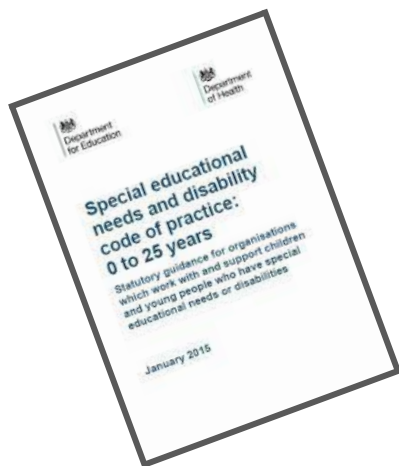 Department
for Education
Department
of Health
Special educational
needs and disability
code of practice:
0 to 25 years
Statutory guidance for organisations
which work with and support children
and young people who have special
educational needs or disabilities
January 2015